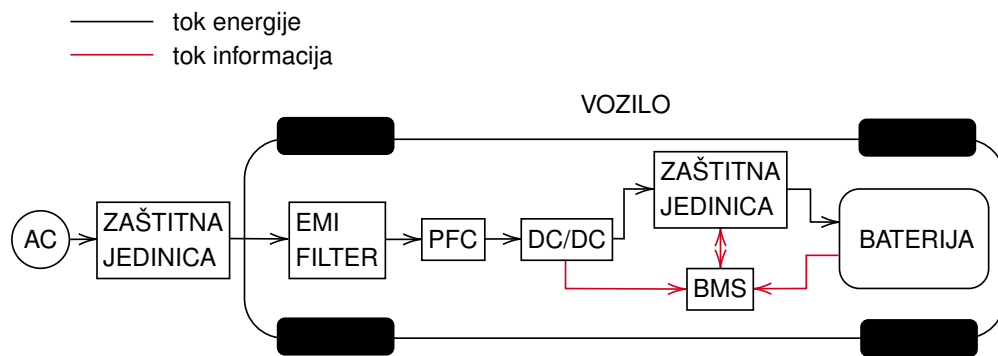 tok energije
tok informacija
VOZILO
AC
ZAŠTITNA
JEDINICA
EMI
FILTER
PFC
DC/DC
ZAŠTITNA
JEDINICA
BMS
BATERIJA